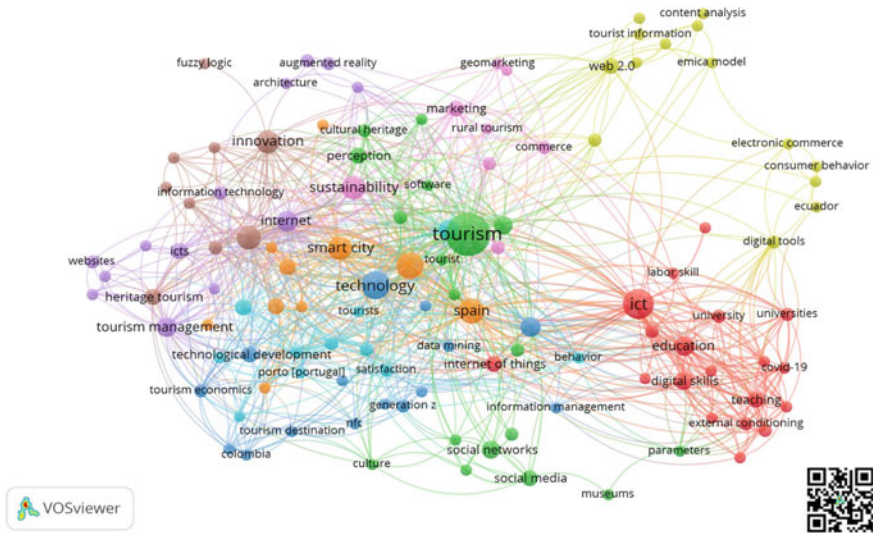 content analysis
tourist information
fuzzy logic
augmented reality
geomarketing
web 2.0
emica model
architecture
marketing
cultural heritage
rural tourism
innovation
perception
commerce
electronic commerce
consumer behavior
information technology
sustainability
software
ecuador
internet
tourism
smart city
digital tools
websites
icts
tourist
labor skill
technology
heritage tourism
ict
tourists
spain
university
universities
tourism management
data mining
education
technological development
satisfaction
internet of things
behavior
covid-19
porto [portugal]
digital skills
tourism economics
teaching
generation z
information management
nfc
external conditioning
tourism destination
colombia
social networks
parameters
culture
social media
museums
VOSviewer